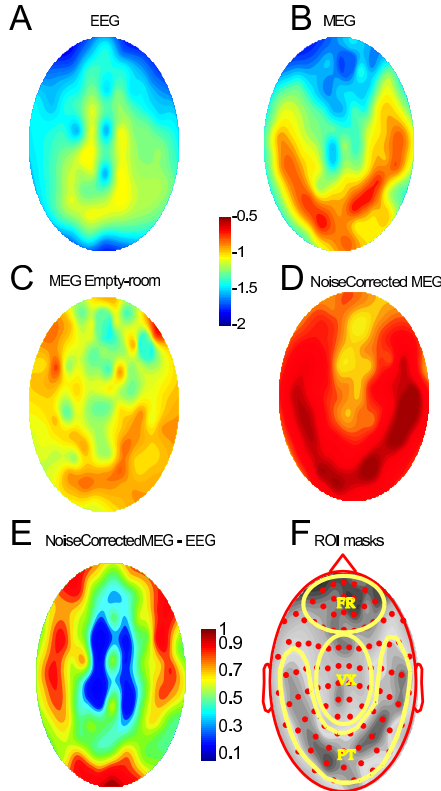 A
EEG
B
MEG
-0.5
-1
-1.5
-2
C
MEG Empty-room
D
NoiseCorrected MEG
E
NoiseCorrectedMEG - EEG
F
ROI masks
1
0.9
0.7
0.5
0.3
0.1
FR
VX
PT